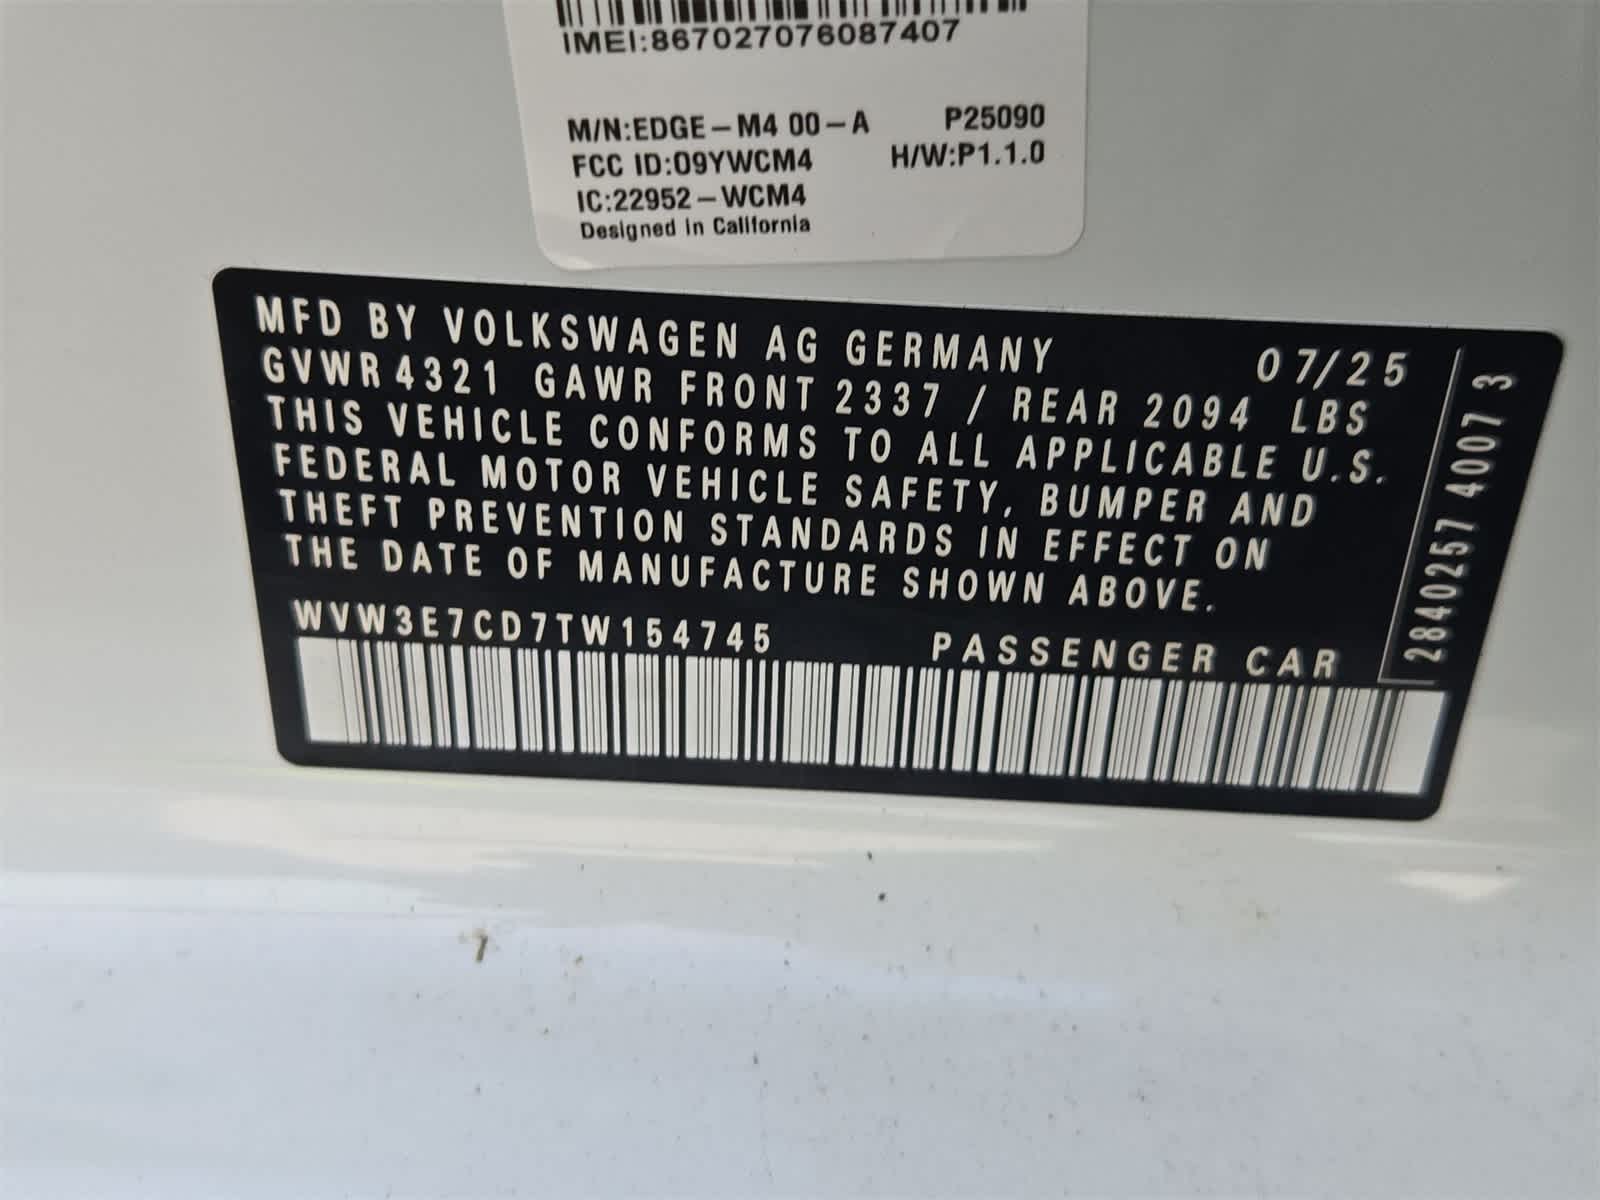 IMEI:867027076087407
M/N:EDGE-M4 00-A P25090
FCC ID:O9YWCM4 H/W:P1.1.0
IC:22952-WCM4
Designed in California
MFD BY VOLKSWAGEN AG GERMANY 07/25
GVWR 4321 GAWR FRONT 2337 / REAR 2094 LBS
THIS VEHICLE CONFORMS TO ALL APPLICABLE U.S.
FEDERAL MOTOR VEHICLE SAFETY, BUMPER AND
THEFT PREVENTION STANDARDS IN EFFECT ON
THE DATE OF MANUFACTURE SHOWN ABOVE.
WVW3E7CD7TW154745 PASSENGER CAR
2840257 4007 3